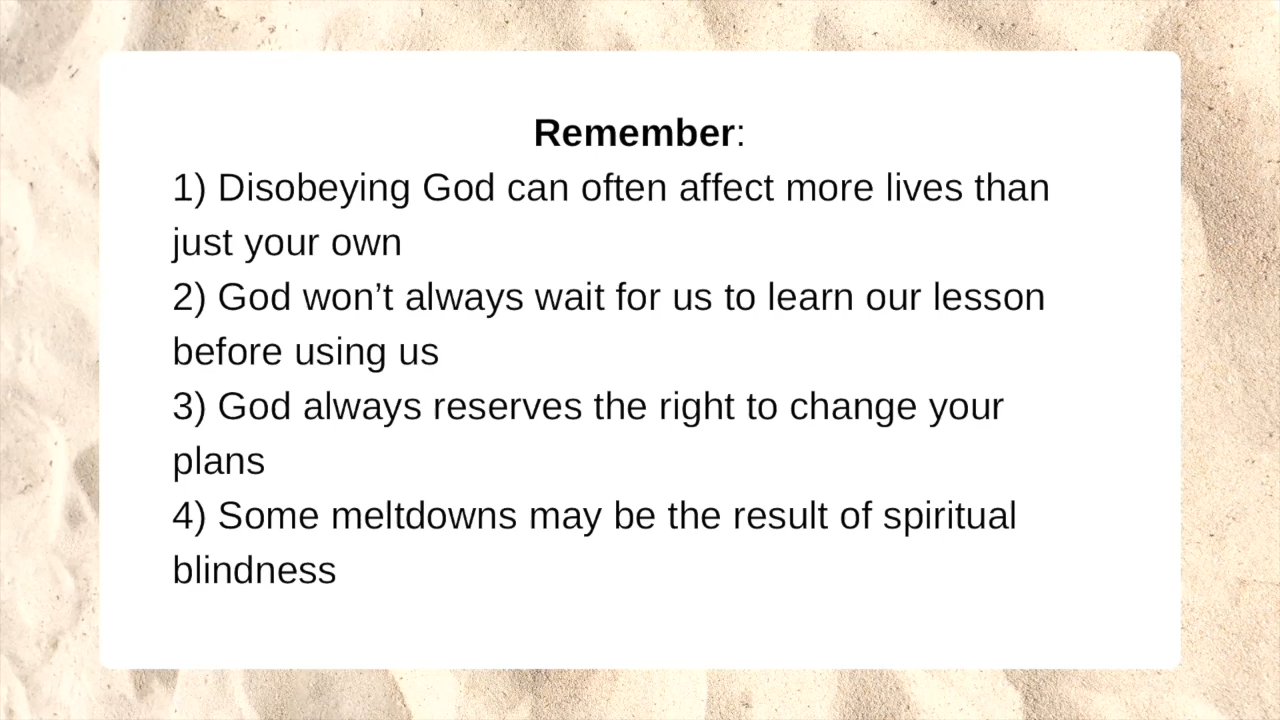 Remember:
1) Disobeying God can often affect more lives than
just your own
2) God won’t always wait for us to learn our lesson
before using us
3) God always reserves the right to change your
plans
4) Some meltdowns may be the result of spiritual
blindness